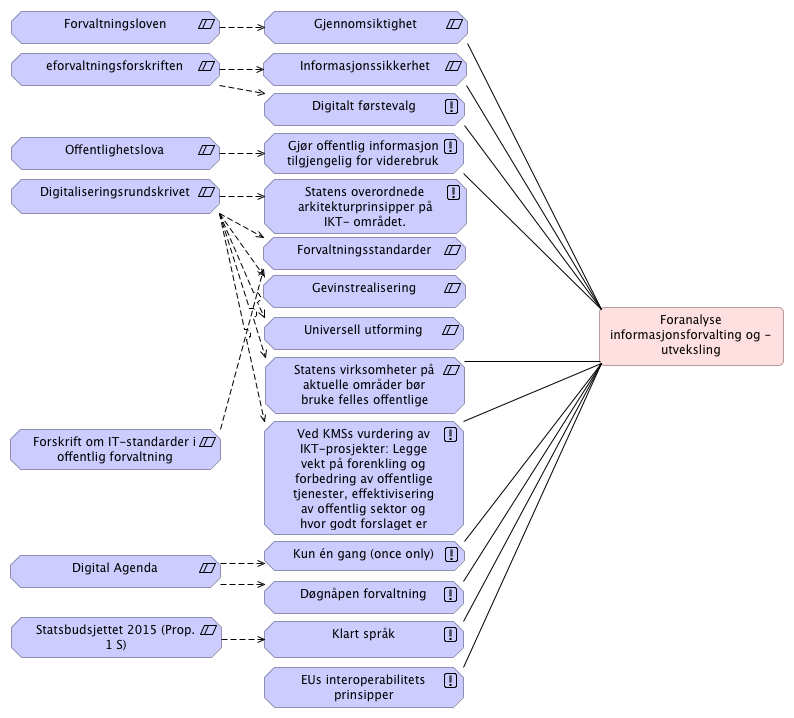 Forvaltningsloven
Gjennomsiktighet
eforvaltningsforskriften
Informasjonssikkerhet
Digitalt førstevalg
Offentlighetslova
Gjør offentlig informasjon
tilgjengelig for viderebruk
Digitaliseringsrundskrivet
Statens overordnede
arkitekturprinsipper på
IKT- området.
Forvaltningsstandarder
Gevinstrealisering
Universell utforming
Statens virksomheter på
aktuelle områder bør
bruke felles offentlige
Foranalyse
informasjonsforvalting og -
utveksling
Forskrift om IT-standarder i
offentlig forvaltning
Ved KMSs vurdering av
IKT-prosjekter: Legge
vekt på forenkling og
forbedring av offentlige
tjenester, effektivisering
av offentlig sektor og
hvor godt forslaget er
Kun én gang (once only)
Digital Agenda
Døgnåpen forvaltning
Statsbudsjettet 2015 (Prop.
1 S)
Klart språk
EUs interoperabilitets
prinsipper